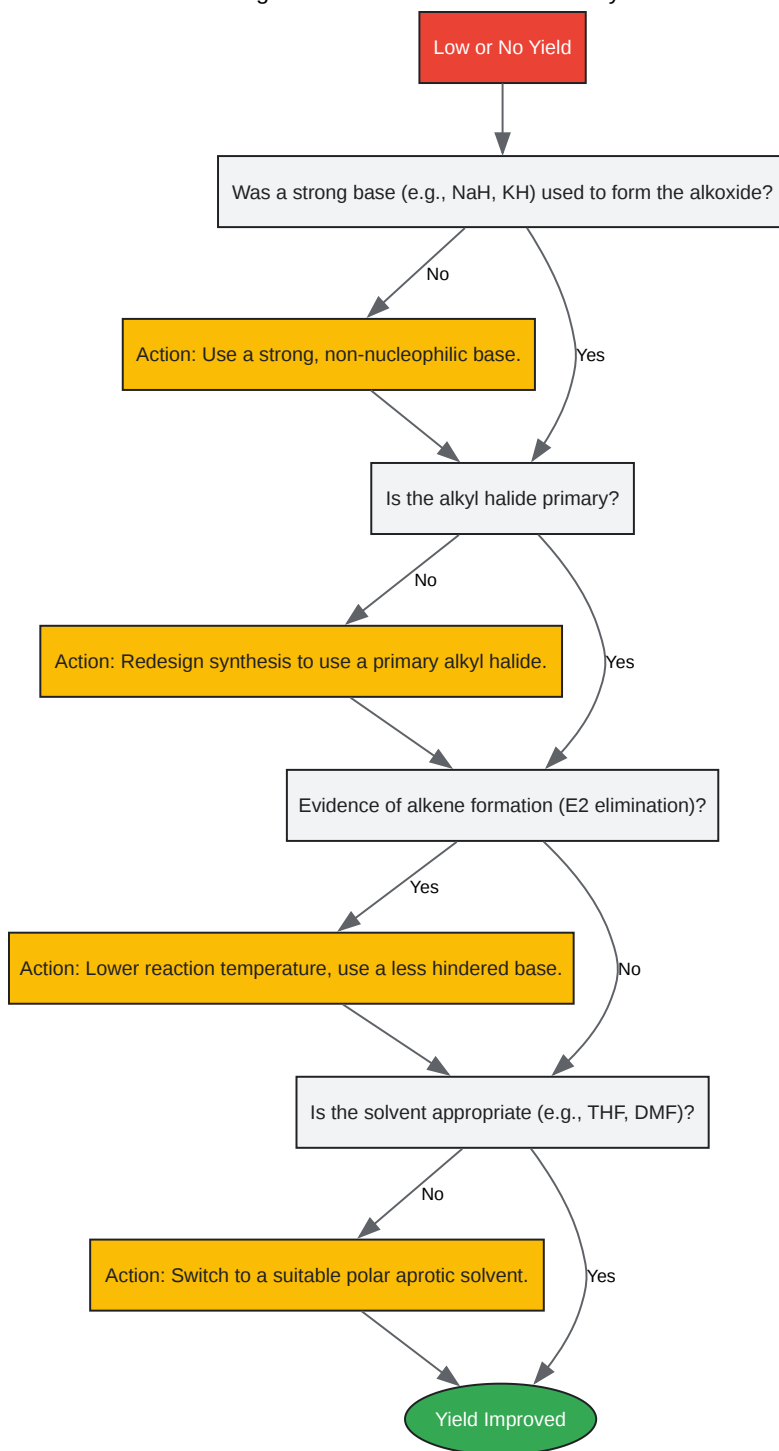 Low or No Yield
Was a strong base (e.g., NaH, KH) used to form the alkoxide?
No
Action: Use a strong, non-nucleophilic base.
Yes
Is the alkyl halide primary?
No
Action: Redesign synthesis to use a primary alkyl halide.
Yes
Evidence of alkene formation (E2 elimination)?
Yes
Action: Lower reaction temperature, use a less hindered base.
No
Is the solvent appropriate (e.g., THF, DMF)?
No
Action: Switch to a suitable polar aprotic solvent.
Yes
Yield Improved